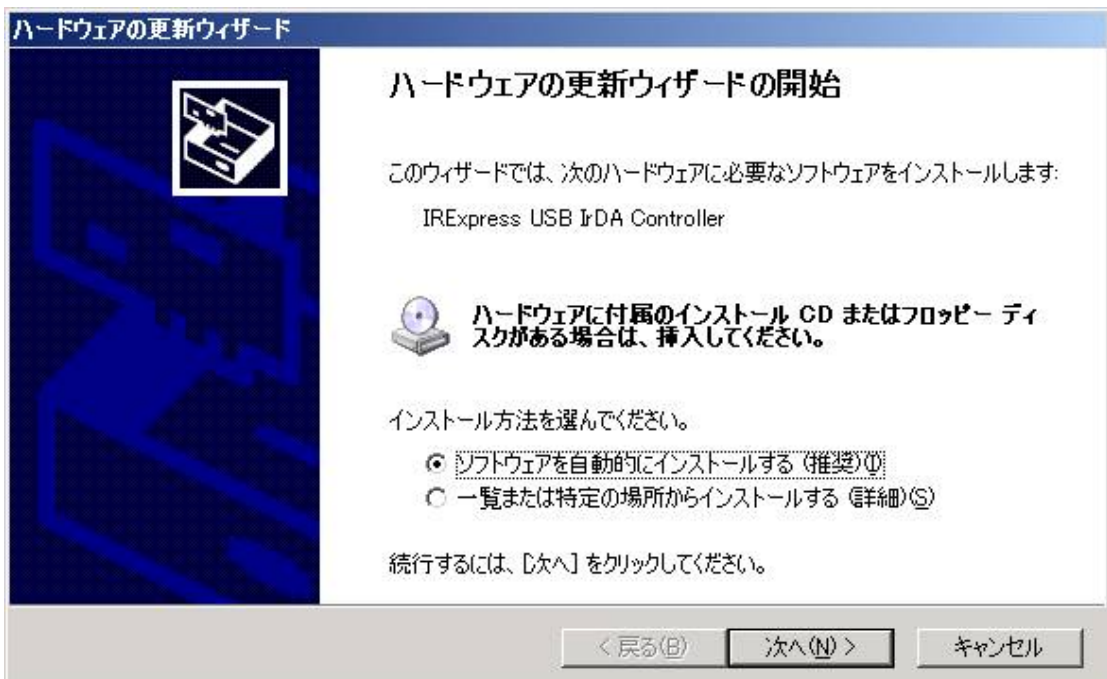 ハードウェアの更新ウィザード
ハードウェアの更新ウィザードの開始
このウィザードでは、次のハードウェアに必要なソフトウェアをインストールします:
IRExpress USB IrDA Controller
ハードウェアに付属のインストール CD またはフロッピー ディ
スクがある場合は、挿入してください。
インストール方法を選んでください。
ソフトウェアを自動的にインストールする (推奨)(I)
一覧または特定の場所からインストールする (詳細)(S)
続行するには、[次へ] をクリックしてください。
< 戻る(B) 次へ(N) > キャンセル